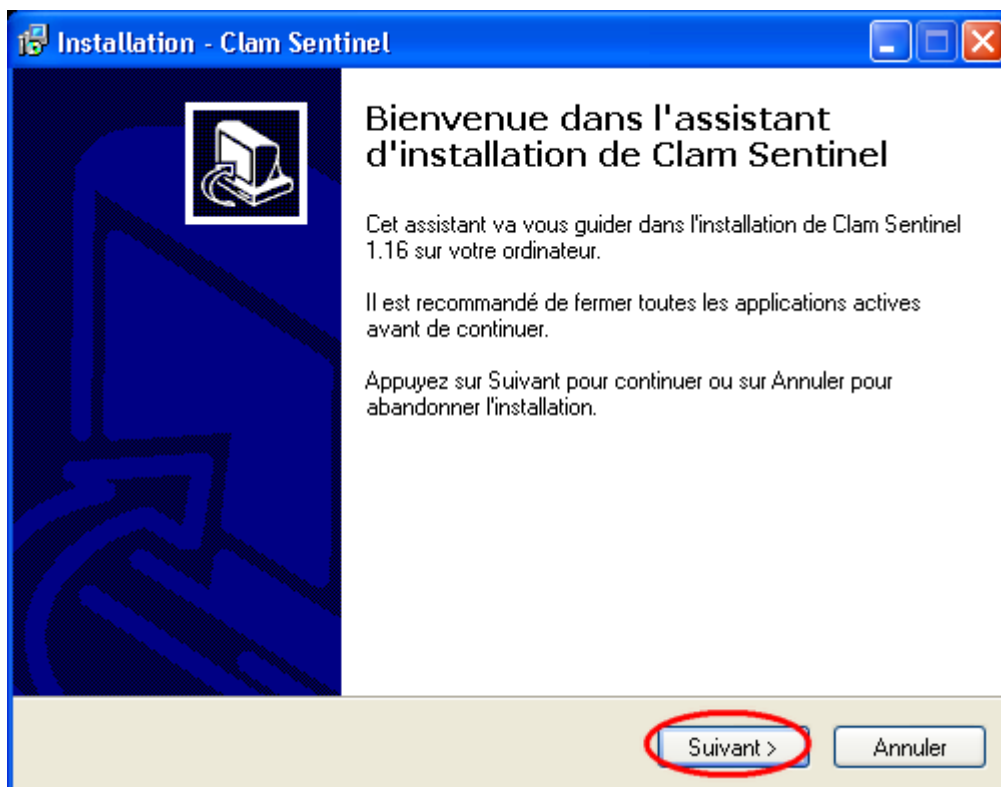 Installation - Clam Sentinel
Bienvenue dans l'assistant
d'installation de Clam Sentinel
Cet assistant va vous guider dans l'installation de Clam Sentinel
1.16 sur votre ordinateur.
Il est recommandé de fermer toutes les applications actives
avant de continuer.
Appuyez sur Suivant pour continuer ou sur Annuler pour
abandonner l'installation.
Suivant >
Annuler